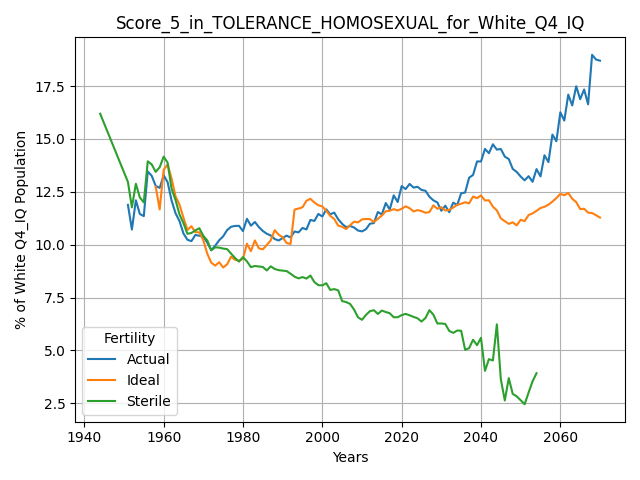 Score_5_in_TOLERANCE_HOMOSEXUAL_for_White_Q4_IQ
% of White Q4_IQ Population
17.5
15.0
12.5
10.0
7.5
5.0
2.5
Fertility
Actual
Ideal
Sterile
1940
1960
1980
2000
2020
2040
2060
Years